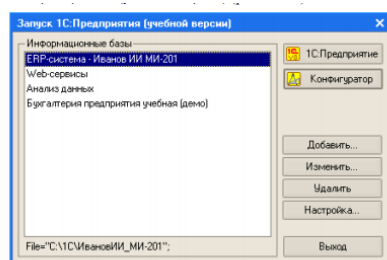 Запуск 1С:Предприятия (учебной версии)
Информационные базы
ERP-система - Иванов ИИ МИ-201
Web-сервисы
Анализ данных
Бухгалтерия предприятия учебная (демо)
1С:Предприятие
Конфигуратор
Добавить...
Изменить...
Удалить
Настройка...
File="C:\1С\ИвановИИ_МИ-201";
Выход